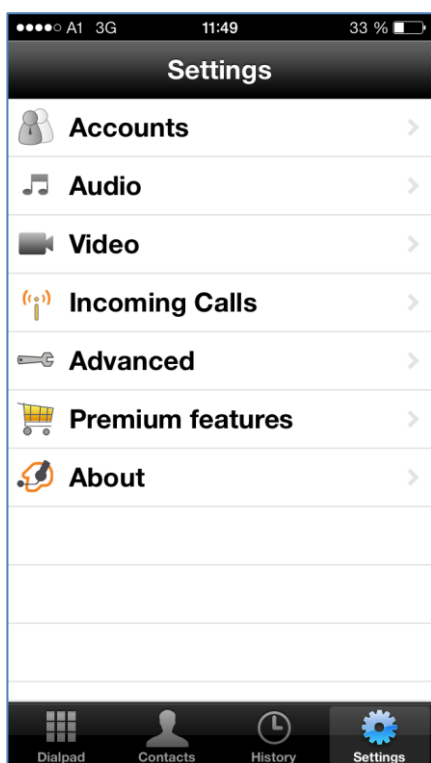 A1 3G 11:49 33 %
Settings
Accounts
Audio
Video
Incoming Calls
Advanced
Premium features
About
Dialpad Contacts History Settings